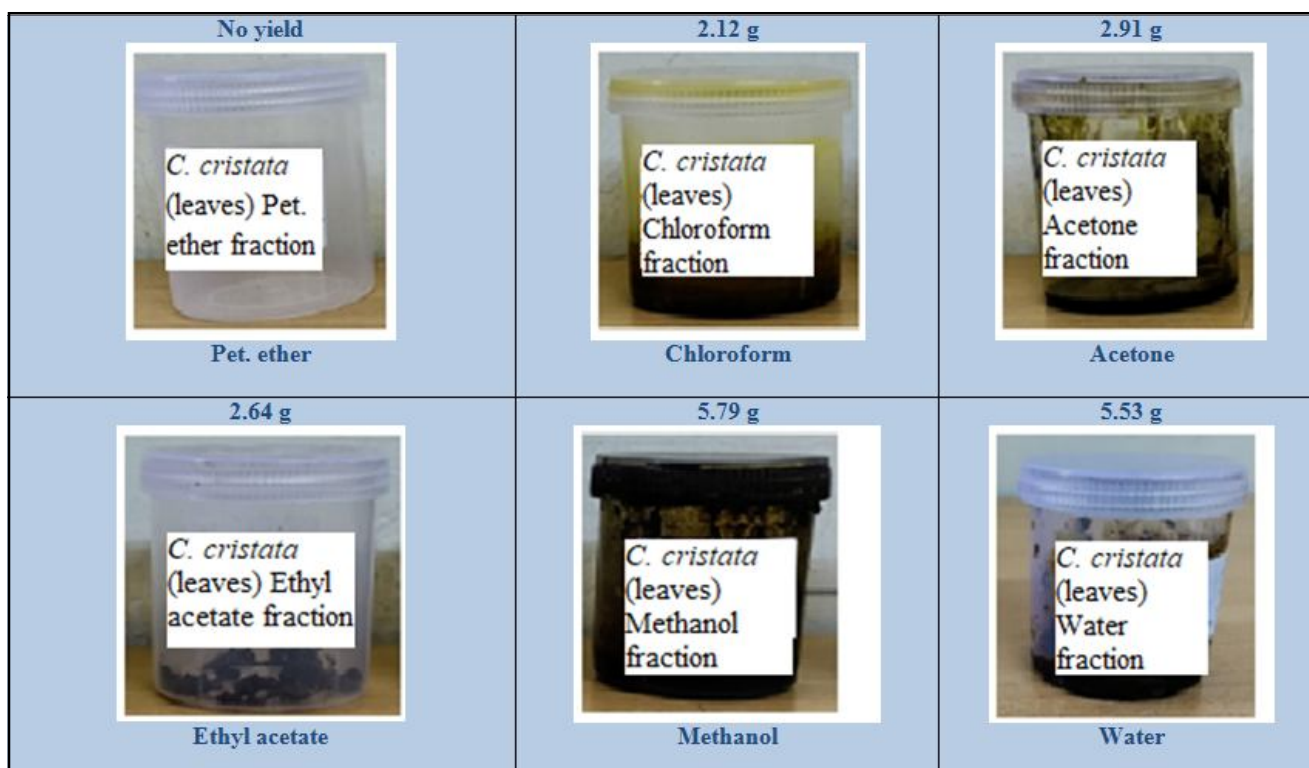 No yield
C. cristata
(leaves) Pet.
ether fraction
Pet. ether
2.12 g
C. cristata
(leaves)
Chloroform
fraction
Chloroform
2.91 g
C. cristata
(leaves)
Acetone
fraction
Acetone
2.64 g
C. cristata
(leaves) Ethyl
acetate fraction
Ethyl acetate
5.79 g
C. cristata
(leaves)
Methanol
fraction
Methanol
5.53 g
C. cristata
(leaves)
Water
fraction
Water